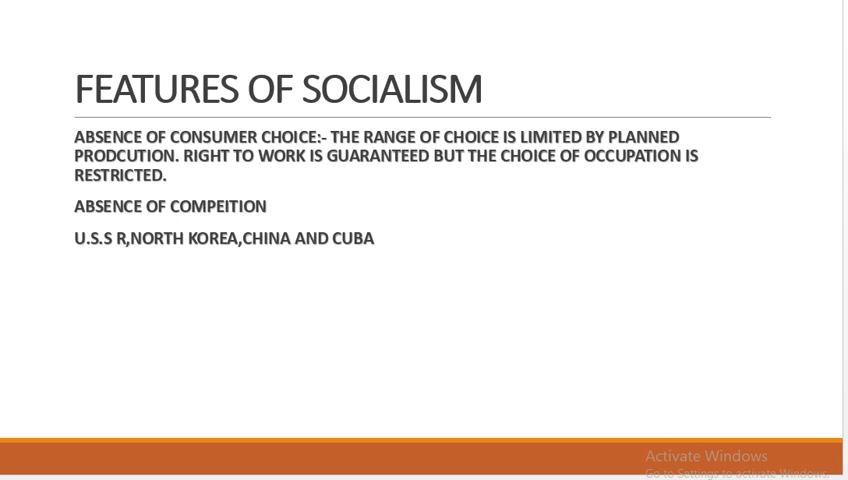 FEATURES OF SOCIALISM
ABSENCE OF CONSUMER CHOICE:- THE RANGE OF CHOICE IS LIMITED BY PLANNED
PRODCUTION. RIGHT TO WORK IS GUARANTEED BUT THE CHOICE OF OCCUPATION IS
RESTRICTED.
ABSENCE OF COMPEITION
U.S.S R,NORTH KOREA,CHINA AND CUBA
Activate Windows
Go to Settings to activate Windows.